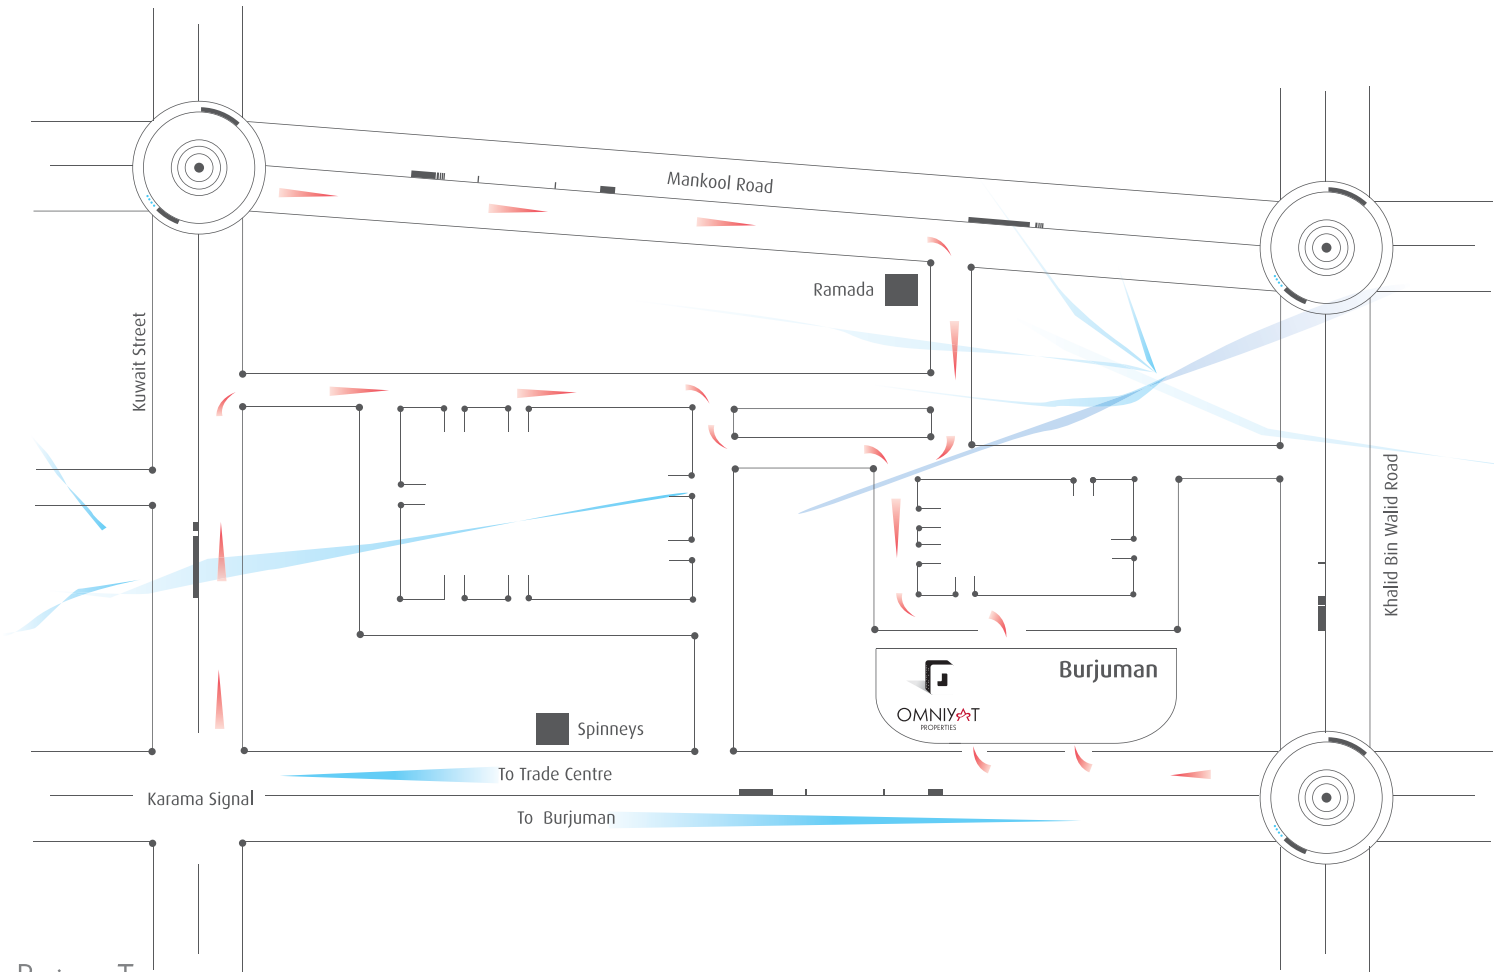 Mankool Road
Ramada
Kuwait Street
Khalid Bin Walid Road
Burjuman
OMNIYAT
PROPERTIES
Spinneys
To Trade Centre
Karama Signal
To Burjuman